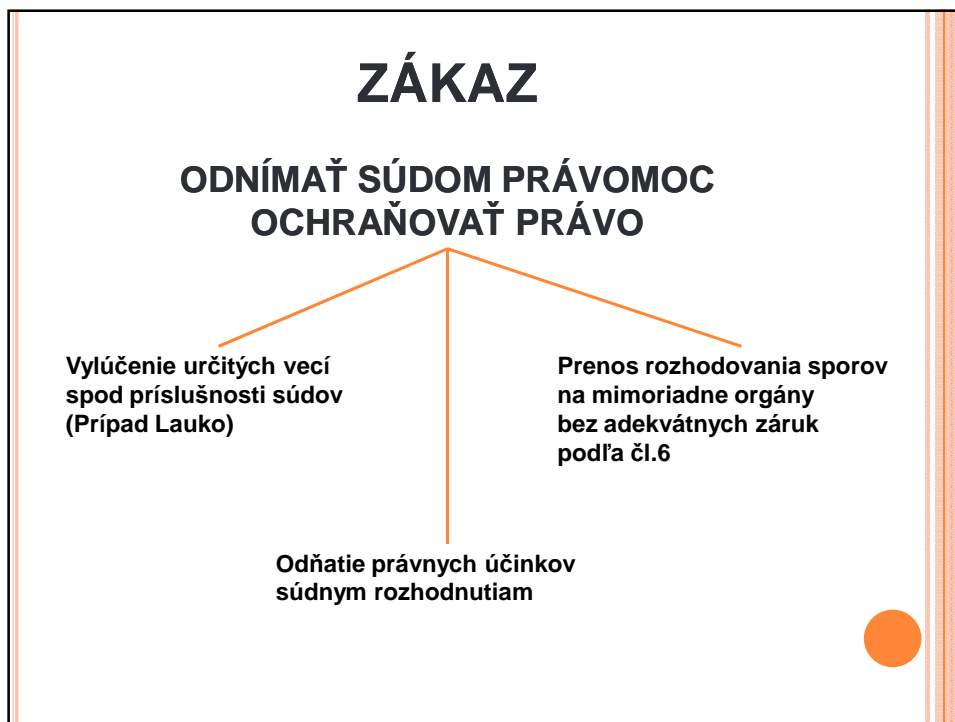 ZÁKAZ
ODNÍMAŤ SÚDOM PRÁVOMOC
OCHRAŇOVAŤ PRÁVO
Vylúčenie určitých vecí
spod príslušnosti súdov
(Prípad Lauko)
Prenos rozhodovania sporov
na mimoriadne orgány
bez adekvátnych záruk
podľa čl.6
Odňatie právnych účinkov
súdnym rozhodnutiam